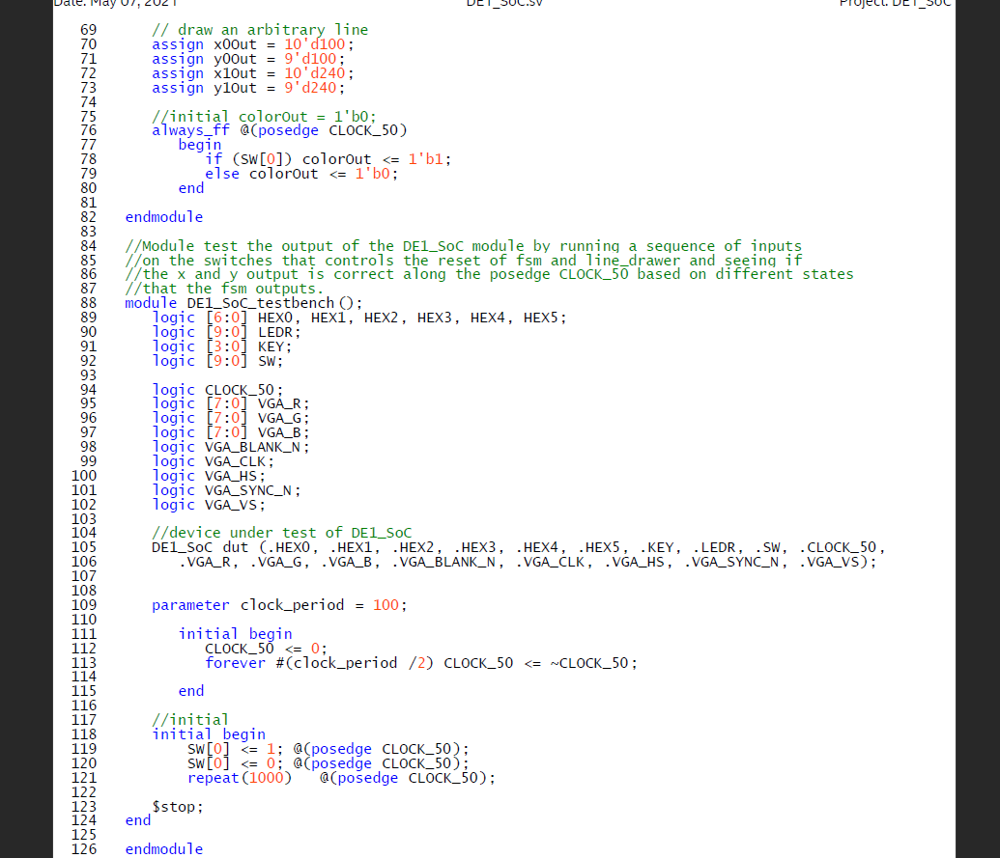 Date: May 07, 2021 DE1_SoC.sv Project: DE1_SoC
69 // draw an arbitrary line
70 assign x0Out = 10'd100;
71 assign y0Out = 9'd100;
72 assign x1Out = 10'd240;
73 assign y1Out = 9'd240;
74
75 //initial colorOut = 1'b0;
76 always_ff @(posedge CLOCK_50)
77 begin
78 if (SW[0]) colorOut <= 1'b1;
79 else colorOut <= 1'b0;
80 end
81
82 endmodule
83
84 //Module test the output of the DE1_SoC module by running a sequence of inputs
85 //on the switches that controls the reset of fsm and line_drawer and seeing if
86 //the x and y output is correct along the posedge CLOCK_50 based on different states
87 //that the fsm outputs.
88 module DE1_SoC_testbench();
89 logic [6:0] HEX0, HEX1, HEX2, HEX3, HEX4, HEX5;
90 logic [9:0] LEDR;
91 logic [3:0] KEY;
92 logic [9:0] SW;
93
94 logic CLOCK_50;
95 logic [7:0] VGA_R;
96 logic [7:0] VGA_G;
97 logic [7:0] VGA_B;
98 logic VGA_BLANK_N;
99 logic VGA_CLK;
100 logic VGA_HS;
101 logic VGA_SYNC_N;
102 logic VGA_VS;
103
104 //device under test of DE1_SoC
105 DE1_SoC dut (.HEX0, .HEX1, .HEX2, .HEX3, .HEX4, .HEX5, .KEY, .LEDR, .SW, .CLOCK_50,
106 .VGA_R, .VGA_G, .VGA_B, .VGA_BLANK_N, .VGA_CLK, .VGA_HS, .VGA_SYNC_N, .VGA_VS);
107
108
109 parameter clock_period = 100;
110
111 initial begin
112 CLOCK_50 <= 0;
113 forever #(clock_period /2) CLOCK_50 <= ~CLOCK_50;
114
115 end
116
117 //initial
118 initial begin
119 SW[0] <= 1; @(posedge CLOCK_50);
120 SW[0] <= 0; @(posedge CLOCK_50);
121 repeat(1000) @(posedge CLOCK_50);
122
123 $stop;
124 end
125
126 endmodule